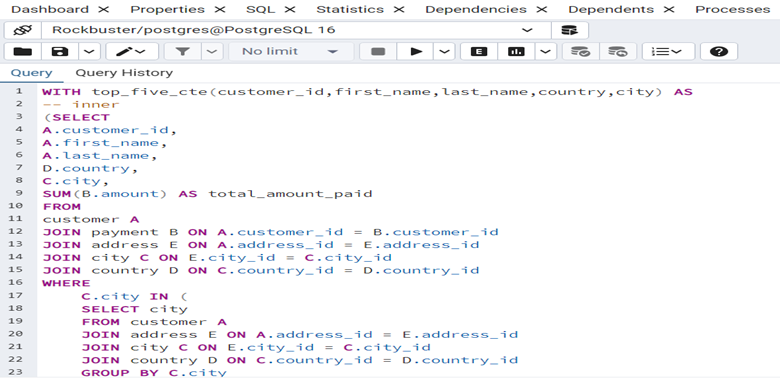 Dashboard × Properties × SQL × Statistics × Dependencies × Dependents × Processes
Rockbuster/postgres@PostgreSQL 16
No limit
Query Query History
1 WITH top_five_cte(customer_id,first_name,last_name,country,city) AS
2 -- inner
3 (SELECT
4 A.customer_id,
5 A.first_name,
6 A.last_name,
7 D.country,
8 C.city,
9 SUM(B.amount) AS total_amount_paid
10 FROM
11 customer A
12 JOIN payment B ON A.customer_id = B.customer_id
13 JOIN address E ON A.address_id = E.address_id
14 JOIN city C ON E.city_id = C.city_id
15 JOIN country D ON C.country_id = D.country_id
16 WHERE
17 C.city IN (
18 SELECT city
19 FROM customer A
20 JOIN address E ON A.address_id = E.address_id
21 JOIN city C ON E.city_id = C.city_id
22 JOIN country D ON C.country_id = D.country_id
23 GROUP BY C.city